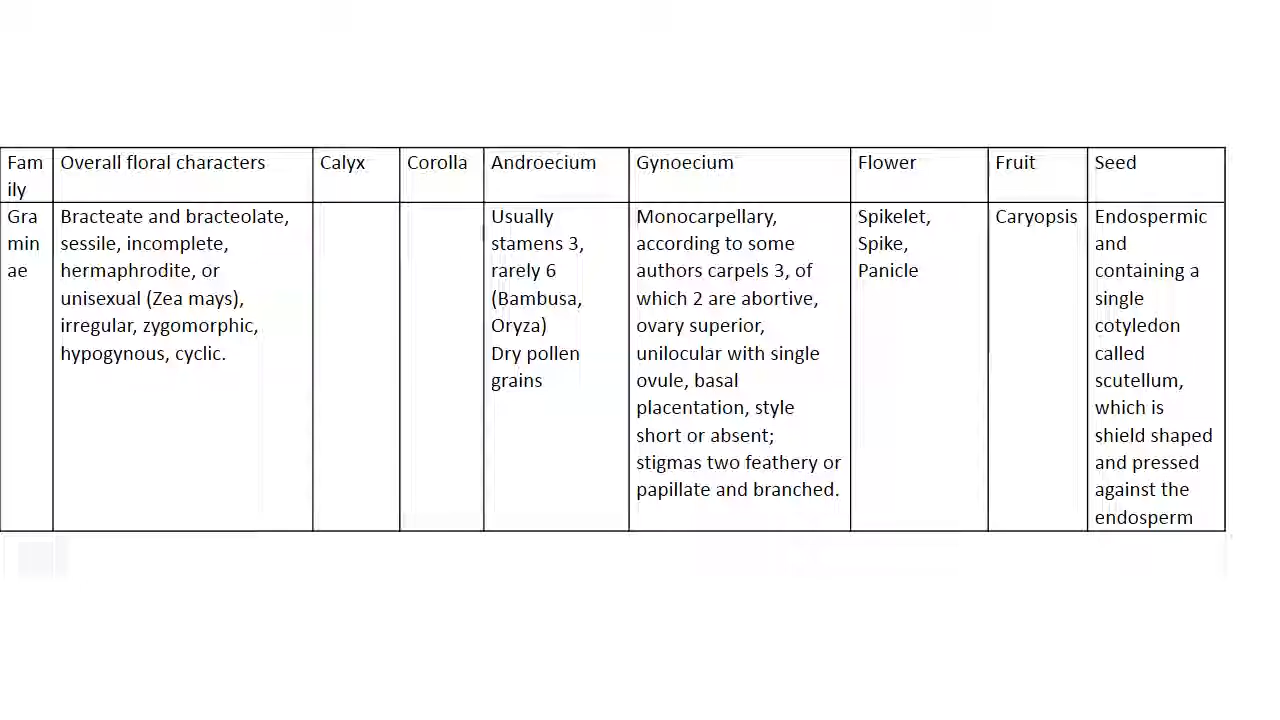 Fam
ily
Overall floral characters
Calyx
Corolla
Androecium
Gynoecium
Flower
Fruit
Seed
Gra
min
ae
Bracteate and bracteolate,
sessile, incomplete,
hermaphrodite, or
unisexual (Zea mays),
irregular, zygomorphic,
hypogynous, cyclic.
Usually
stamens 3,
rarely 6
(Bambusa,
Oryza)
Dry pollen
grains
Monocarpellary,
according to some
authors carpels 3, of
which 2 are abortive,
ovary superior,
unilocular with single
ovule, basal
placentation, style
short or absent;
stigmas two feathery or
papillate and branched.
Spikelet,
Spike,
Panicle
Caryopsis
Endospermic
and
containing a
single
cotyledon
called
scutellum,
which is
shield shaped
and pressed
against the
endosperm